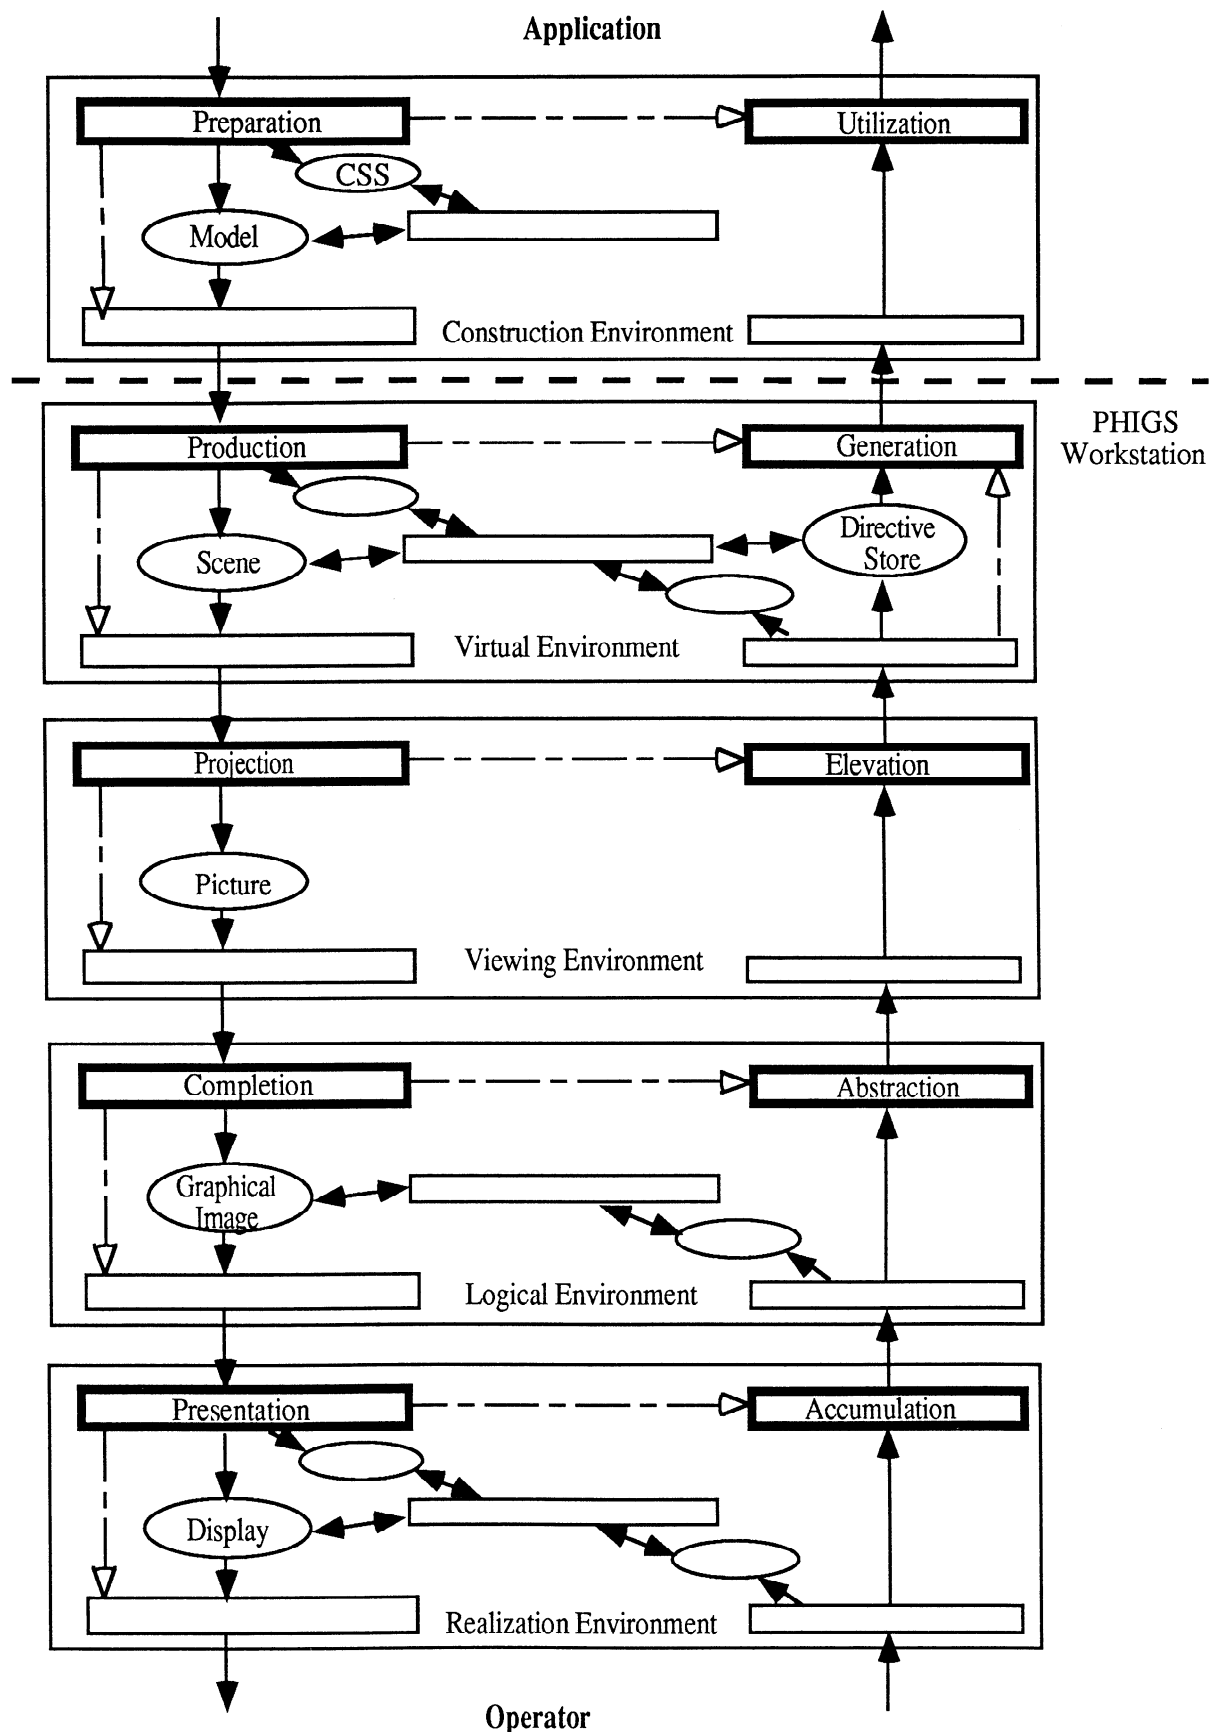 Application
Preparation
Utilization
CSS
Model
Construction Environment
PHIGS
Workstation
Production
Generation
Directive
Store
Scene
Virtual Environment
Projection
Elevation
Picture
Viewing Environment
Completion
Abstraction
Graphical
Image
Logical Environment
Presentation
Accumulation
Display
Realization Environment
Operator